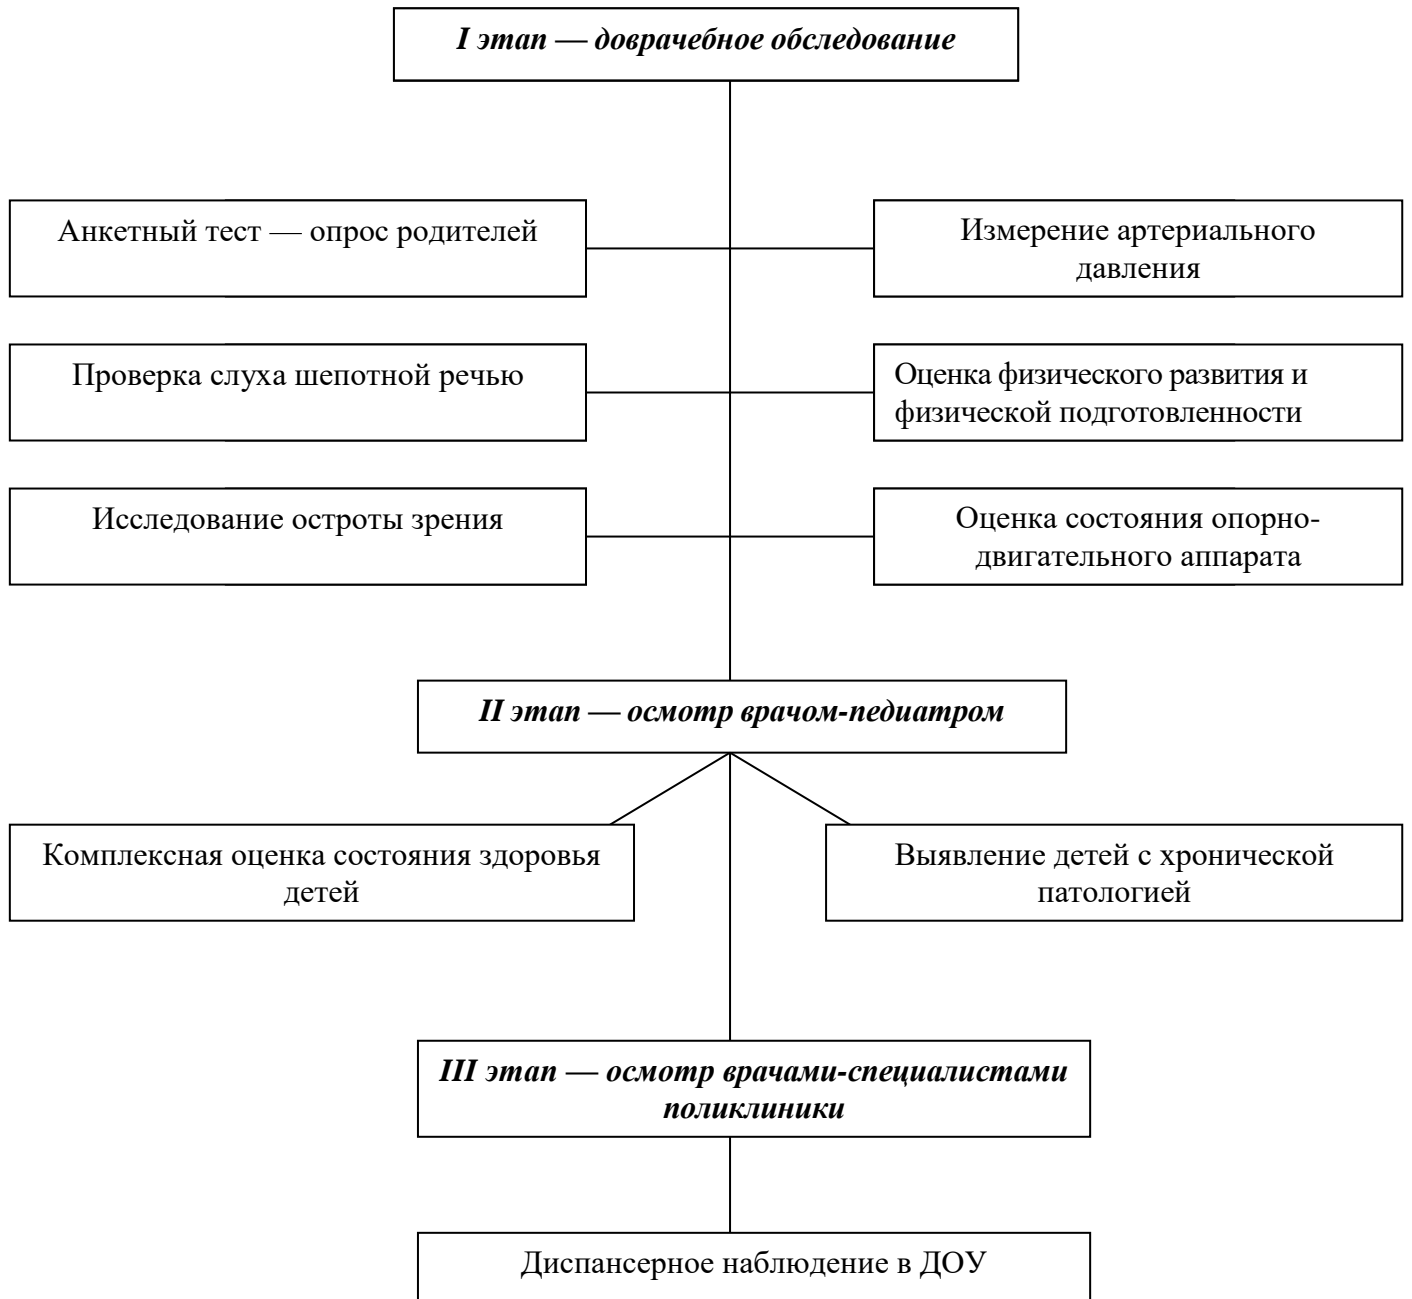 I этап — доврачебное обследование
Анкетный тест — опрос родителей
Измерение артериального
давления
Проверка слуха шепотной речью
Оценка физического развития и
физической подготовленности
Исследование остроты зрения
Оценка состояния опорно-
двигательного аппарата
II этап — осмотр врачом-педиатром
Комплексная оценка состояния здоровья
детей
Выявление детей с хронической
патологией
III этап — осмотр врачами-специалистами
поликлиники
Диспансерное наблюдение в ДОУ